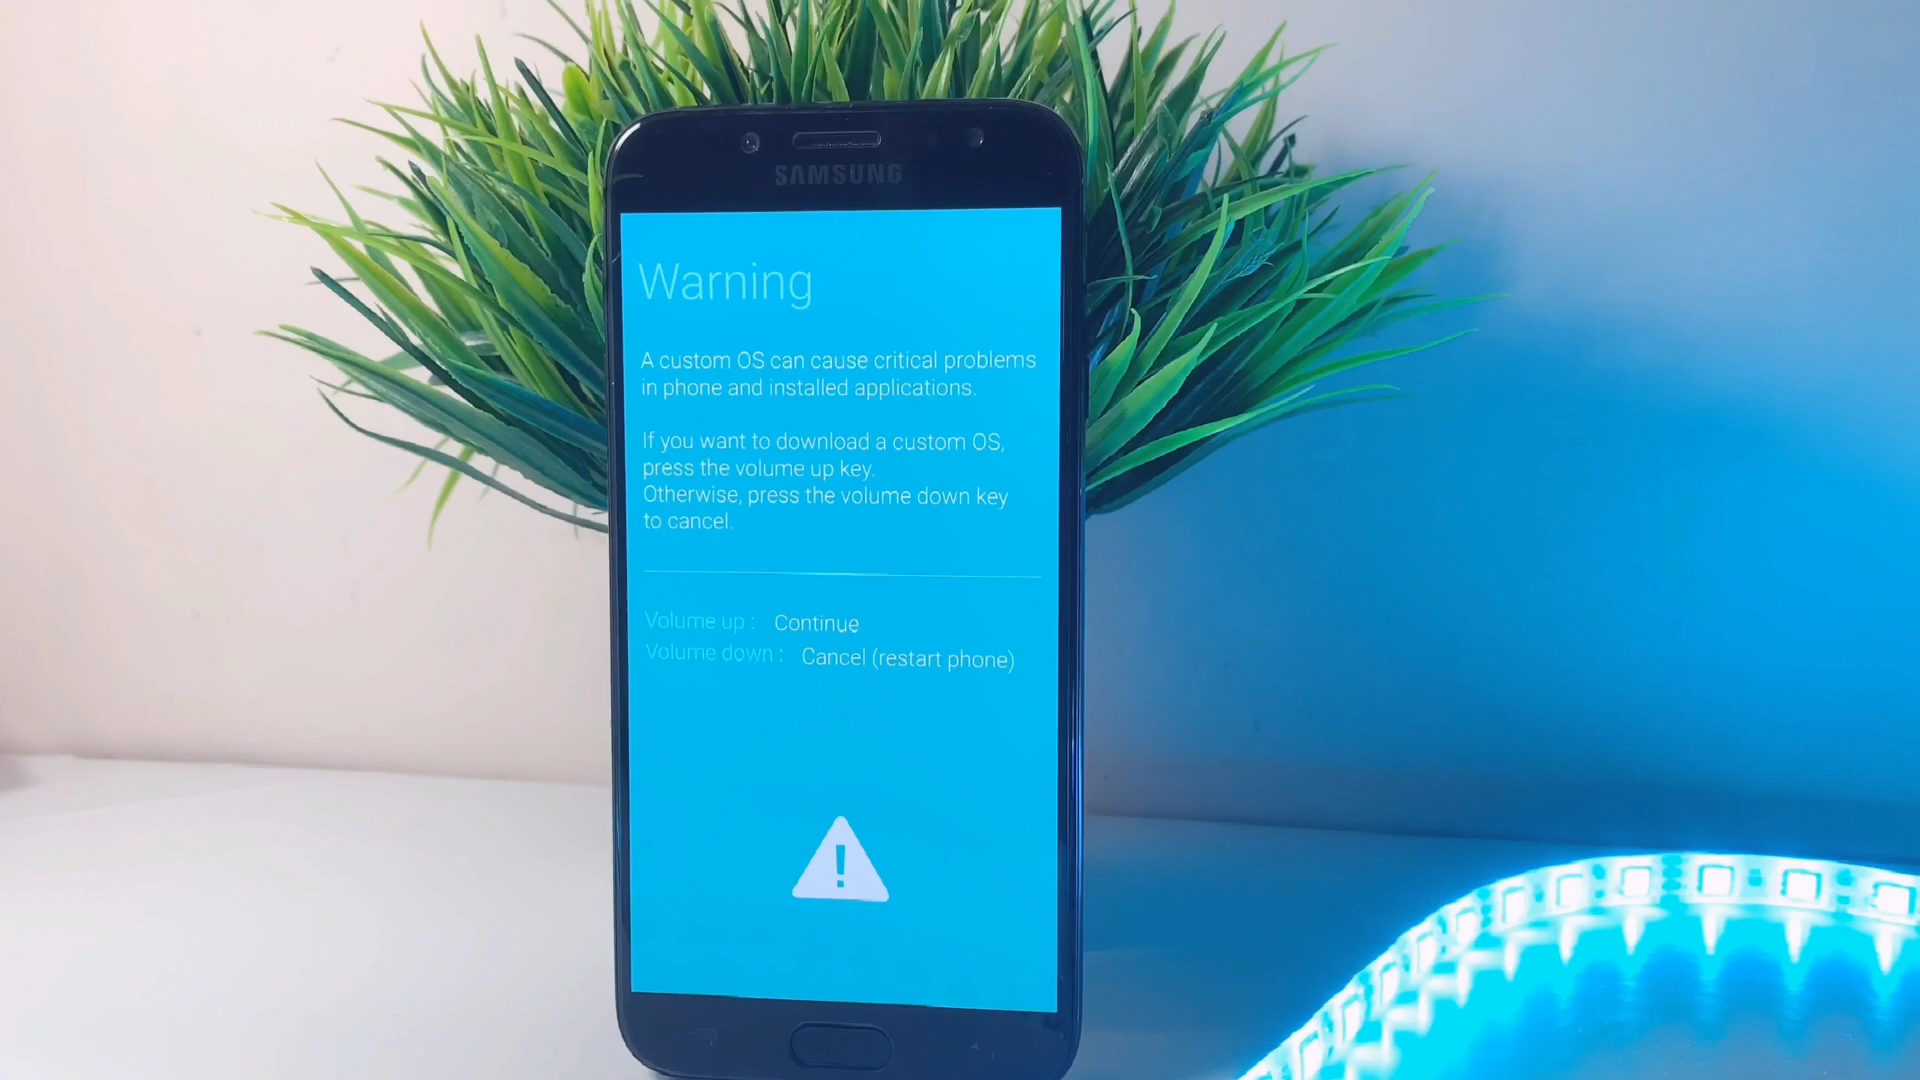 SAMSUNG
Warning
A custom OS can cause critical problems
in phone and installed applications.
If you want to download a custom OS,
press the volume up key.
Otherwise, press the volume down key
to cancel.
Volume up : Continue
Volume down : Cancel (restart phone)
!